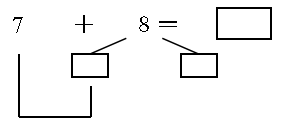 7 + 8 =